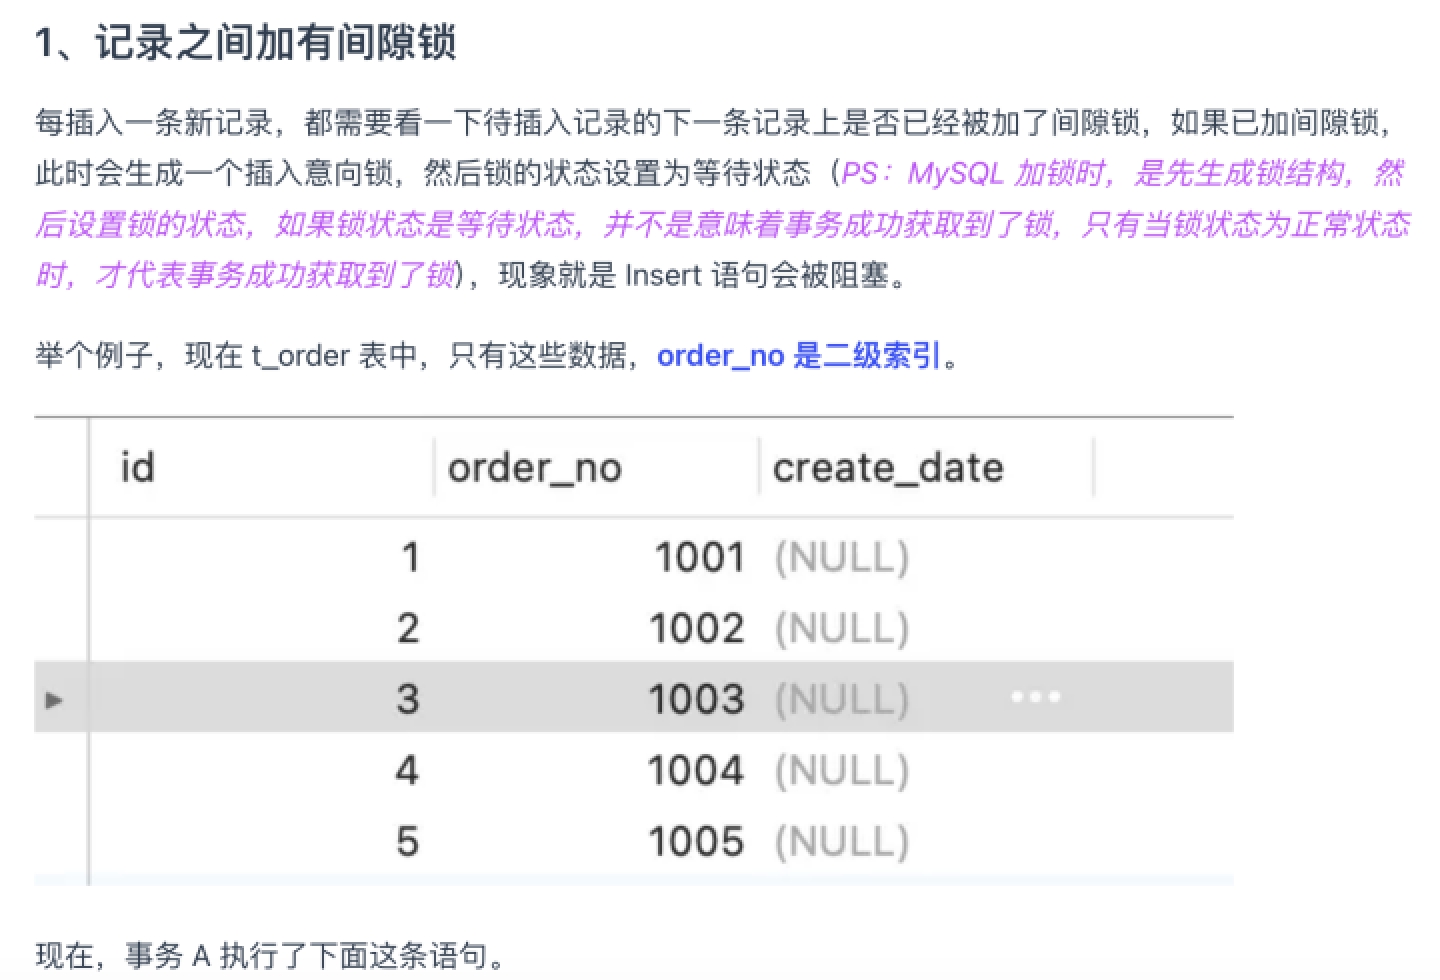 1、记录之间加有间隙锁
每插入一条新记录，都需要看一下待插入记录的下一条记录上是否已经被加了间隙锁，如果已加间隙锁，
此时会生成一个插入意向锁，然后锁的状态设置为等待状态（PS：MySQL 加锁时，是先生成锁结构，然
后设置锁的状态，如果锁状态是等待状态，并不是意味着事务成功获取到了锁，只有当锁状态为正常状态
时，才代表事务成功获取到了锁），现象就是 Insert 语句会被阻塞。
举个例子，现在 t_order 表中，只有这些数据，order_no 是二级索引。
id order_no create_date
1 1001 (NULL)
2 1002 (NULL)
3 1003 (NULL)
4 1004 (NULL)
5 1005 (NULL)
现在，事务 A 执行了下面这条语句。